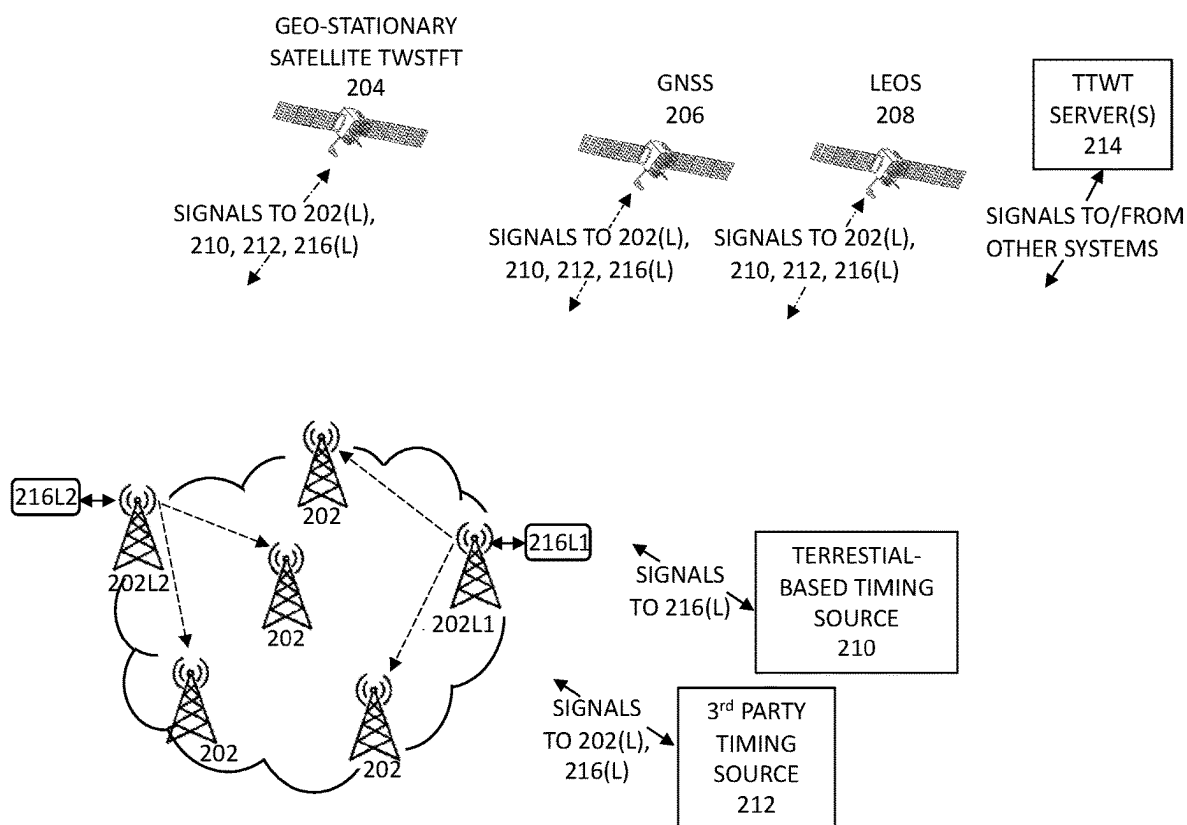 GEO-STATIONARY
SATELLITE TWSTFT
204
GNSS
206
LEOS
208
TTWT
SERVER(S)
214
SIGNALS TO 202(L),
210, 212, 216(L)
SIGNALS TO 202(L),
210, 212, 216(L)
SIGNALS TO 202(L),
210, 212, 216(L)
SIGNALS TO/FROM
OTHER SYSTEMS
216L2
202L2
202
202
216L1
202L1
202
202
SIGNALS
TO 216(L)
TERRESTIAL-
BASED TIMING
SOURCE
210
SIGNALS
TO 202(L),
216(L)
3rd PARTY
TIMING
SOURCE
212